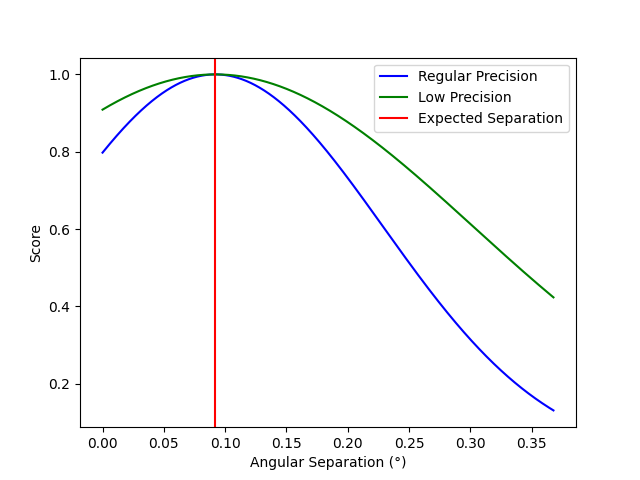 Regular Precision
Low Precision
Expected Separation
1.0
0.8
0.6
0.4
0.2
Score
0.00 0.05 0.10 0.15 0.20 0.25 0.30 0.35
Angular Separation (°)